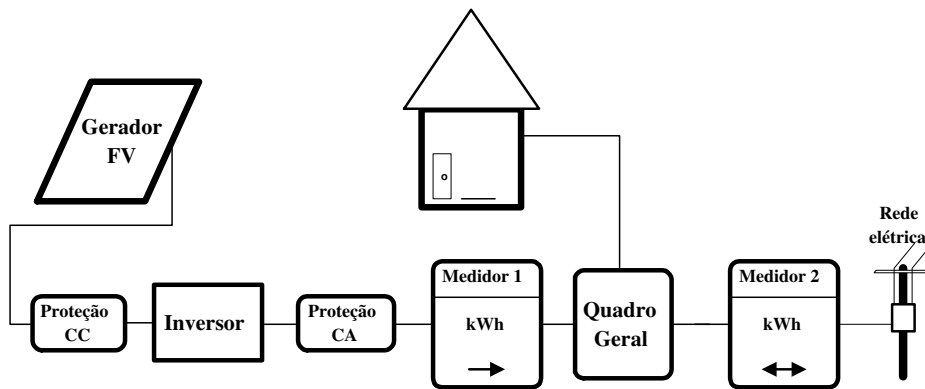 Gerador
FV
Rede
elétrica
Proteção
CC
Inversor
Proteção
CA
Medidor 1
kWh
Quadro
Geral
Medidor 2
kWh